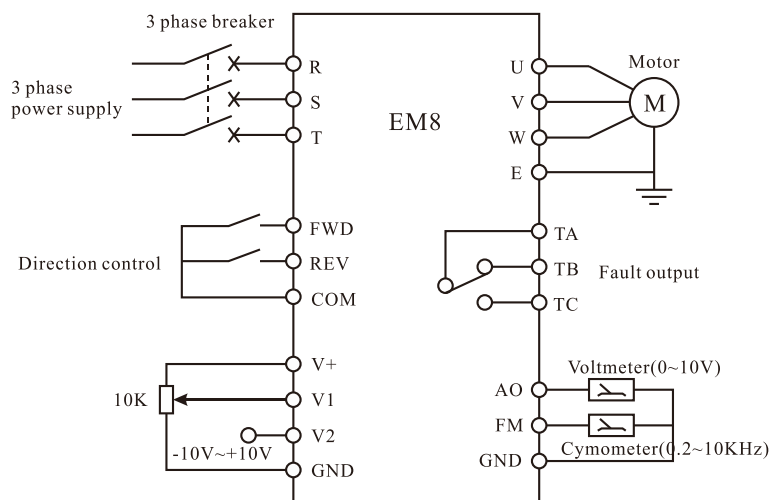 3 phase breaker
3 phase
power supply
R
S
T
EM8
U
V
W
E
Motor
M
Direction control
FWD
REV
COM
TA
TB
TC
Fault output
10K
V+
V1
V2
-10V~+10V
GND
Voltmeter(0~10V)
AO
FM
Cymometer(0.2~10KHz)
GND